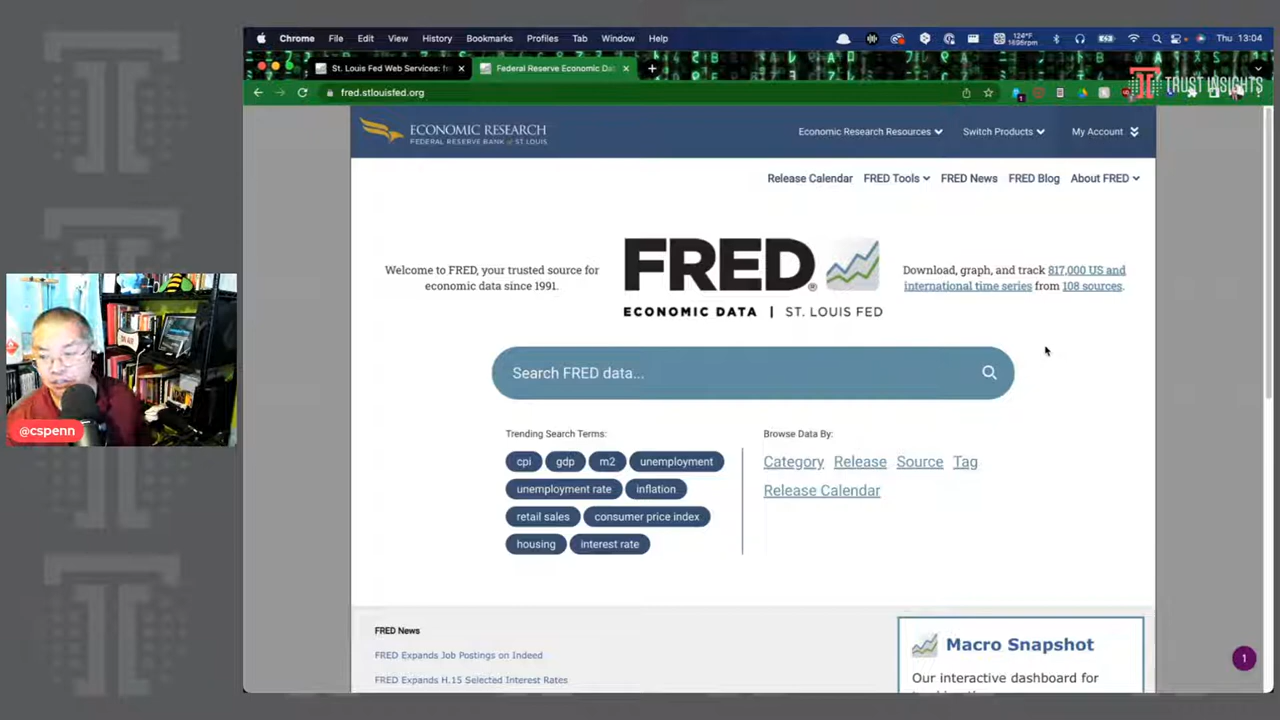 Chrome File Edit View History Bookmarks Profiles Tab Window Help
Thu 13:04
St. Louis Fed Web Services: fr
Federal Reserve Economic Da
TRUST INSIGHTS
fred.stlouisfed.org
ECONOMIC RESEARCH
FEDERAL RESERVE BANK OF ST. LOUIS
Economic Research Resources
Switch Products
My Account
Release Calendar
FRED Tools
FRED News
FRED Blog
About FRED
Welcome to FRED, your trusted source for
economic data since 1991.
FRED®
ECONOMIC DATA | ST. LOUIS FED
Download, graph, and track 817,000 US and
international time series from 108 sources.
Search FRED data...
@cspenn
Trending Search Terms:
cpi gdp m2 unemployment
unemployment rate inflation
retail sales consumer price index
housing interest rate
Browse Data By:
Category Release Source Tag
Release Calendar
FRED News
FRED Expands Job Postings on Indeed
FRED Expands H.15 Selected Interest Rates
Macro Snapshot
Our interactive dashboard for
1